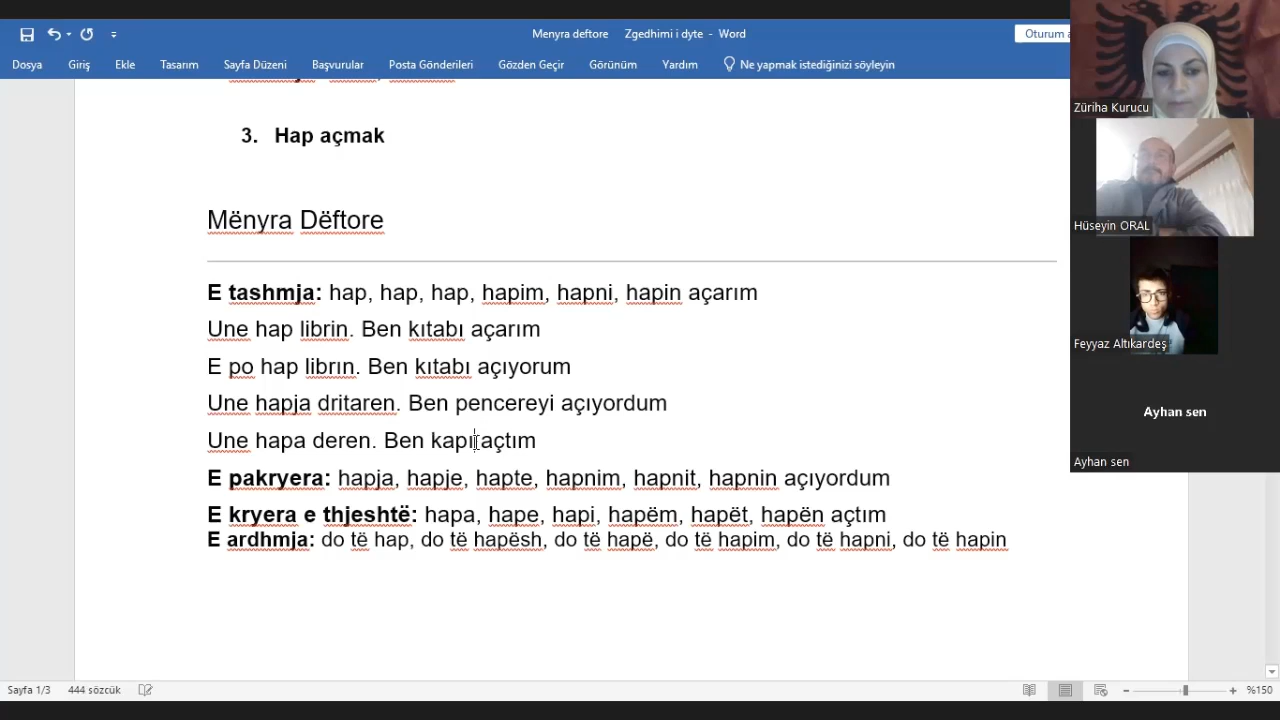 Menyra deftore Zgedhimi i dyte - Word
Oturum a
Dosya Giriş Ekle Tasarım Sayfa Düzeni Başvurular Posta Gönderileri Gözden Geçir Görünüm Yardım Ne yapmak istediğinizi söyleyin
3. Hap açmak
Mënyra Dëftore
E tashmja: hap, hap, hap, hapim, hapni, hapin açarım
Une hap librin. Ben kıtabı açarım
E po hap librın. Ben kıtabı açıyorum
Une hapja dritaren. Ben pencereyi açıyordum
Une hapa deren. Ben kapı açtım
E pakryera: hapja, hapje, hapte, hapnim, hapnit, hapnin açıyordum
E kryera e thjeshtë: hapa, hape, hapi, hapëm, hapët, hapën açtım
E ardhmja: do të hap, do të hapësh, do të hapë, do të hapim, do të hapni, do të hapin
Züriha Kurucu
Hüseyin ORAL
Feyyaz Altıkardeş
Ayhan sen
Ayhan sen
Sayfa 1/3 444 sözcük
%150